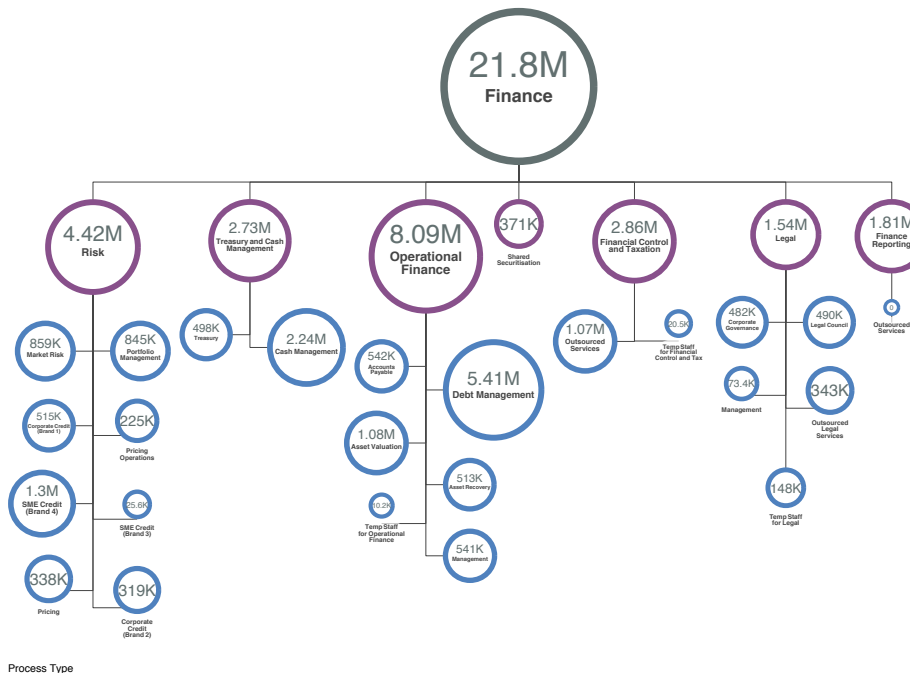 21.8M
Finance
4.42M
Risk
2.73M
Treasury and Cash
Management
8.09M
Operational
Finance
371K
Shared
Securitisation
2.86M
Financial Control
and Taxation
1.54M
Legal
1.81M
Finance
Reporting
859K
Market Risk
845K
Portfolio
Management
515K
Corporate Credit
(Brand 1)
225K
Pricing
Operations
1.3M
SME Credit
(Brand 4)
25.6K
SME Credit
(Brand 3)
338K
Pricing
319K
Corporate
Credit
(Brand 2)
498K
Treasury
2.24M
Cash Management
542K
Accounts
Payable
5.41M
Debt Management
1.08M
Asset Valuation
513K
Asset Recovery
10.2K
Temp Staff
for Operational
Finance
541K
Management
1.07M
Outsourced
Services
20.5K
Temp Staff
for Financial
Control and Tax
482K
Corporate
Governance
490K
Legal Council
73.4K
Management
343K
Outsourced
Legal
Services
148K
Temp Staff
for Legal
0
Outsourced
Services
Process Type